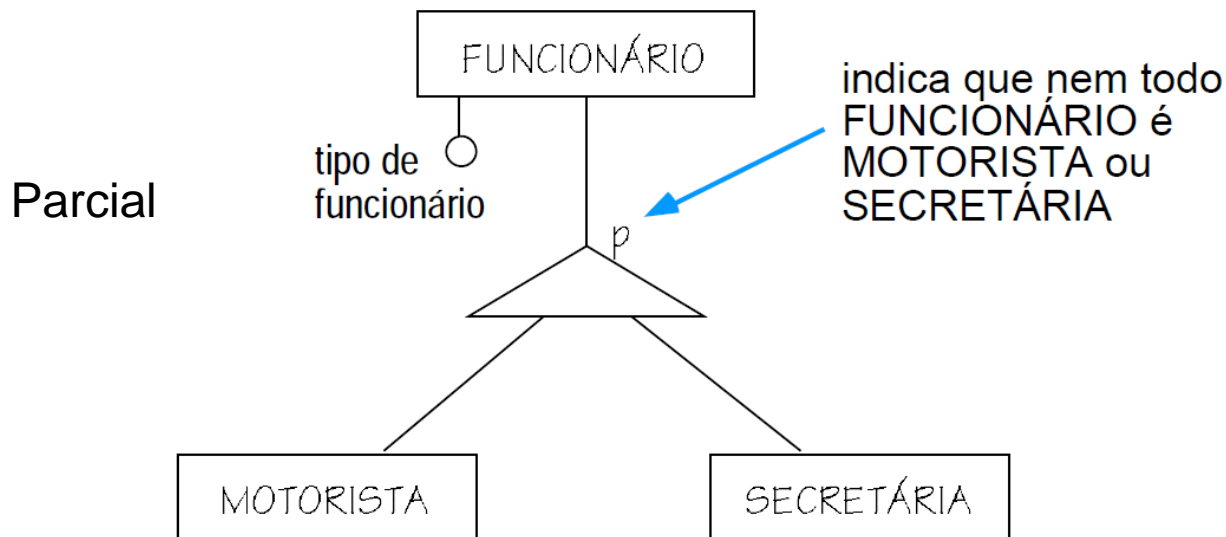 FUNCIONÁRIO
indica que nem todo
FUNCIONÁRIO é
MOTORISTA ou
SECRETÁRIA
tipo de
funcionário
Parcial
p
MOTORISTA
SECRETÁRIA